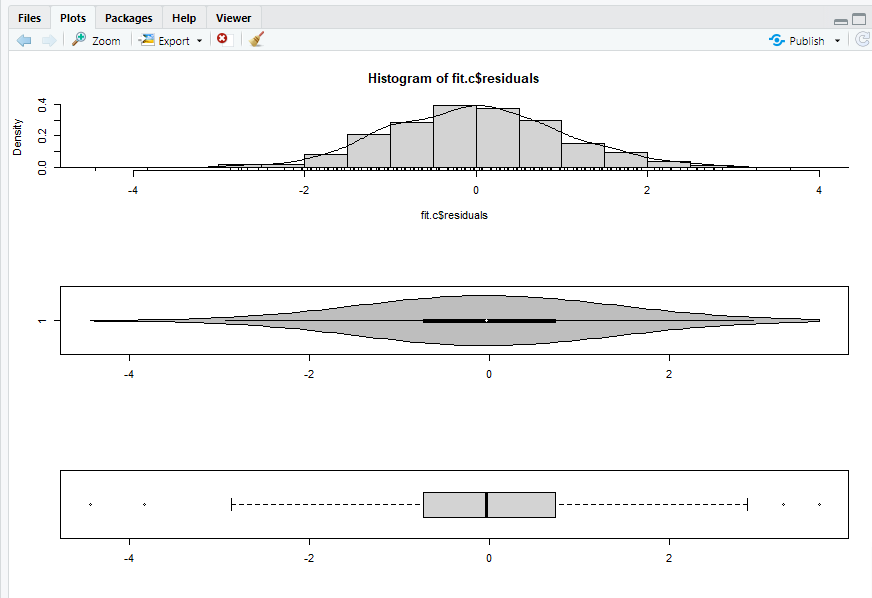 Files Plots Packages Help Viewer
Zoom Export Publish
Histogram of fit.c$residuals
Density
0.0 0.2 0.4
-4 -2 0 2 4
fit.c$residuals
1
-4 -2 0 2
-4 -2 0 2